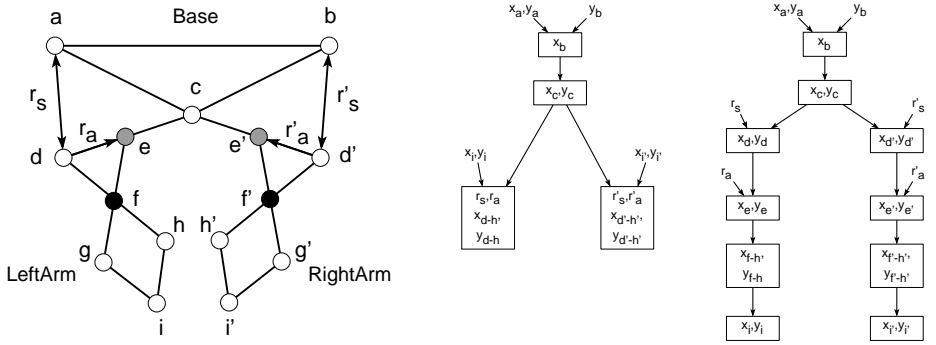 a
Base
b
c
r_s
r'_s
r_a
r'_a
d
e
e'
d'
f
f'
h
h'
g
g'
LeftArm
RightArm
i
i'
x_a,y_a
y_b
x_b
x_c,y_c
x_i,y_i
x_i',y_i'
r_s,r_a
x_d-h',
y_d-h
r'_s,r'_a
x_d'-h',
y_d'-h'
x_a,y_a
y_b
x_b
x_c,y_c
r_s
r'_s
x_d,y_d
x_d',y_d'
r_a
r'_a
x_e,y_e
x_e',y_e'
x_f-h',
y_f-h
x_f'-h',
y_f'-h'
x_i,y_i
x_i',y_i'